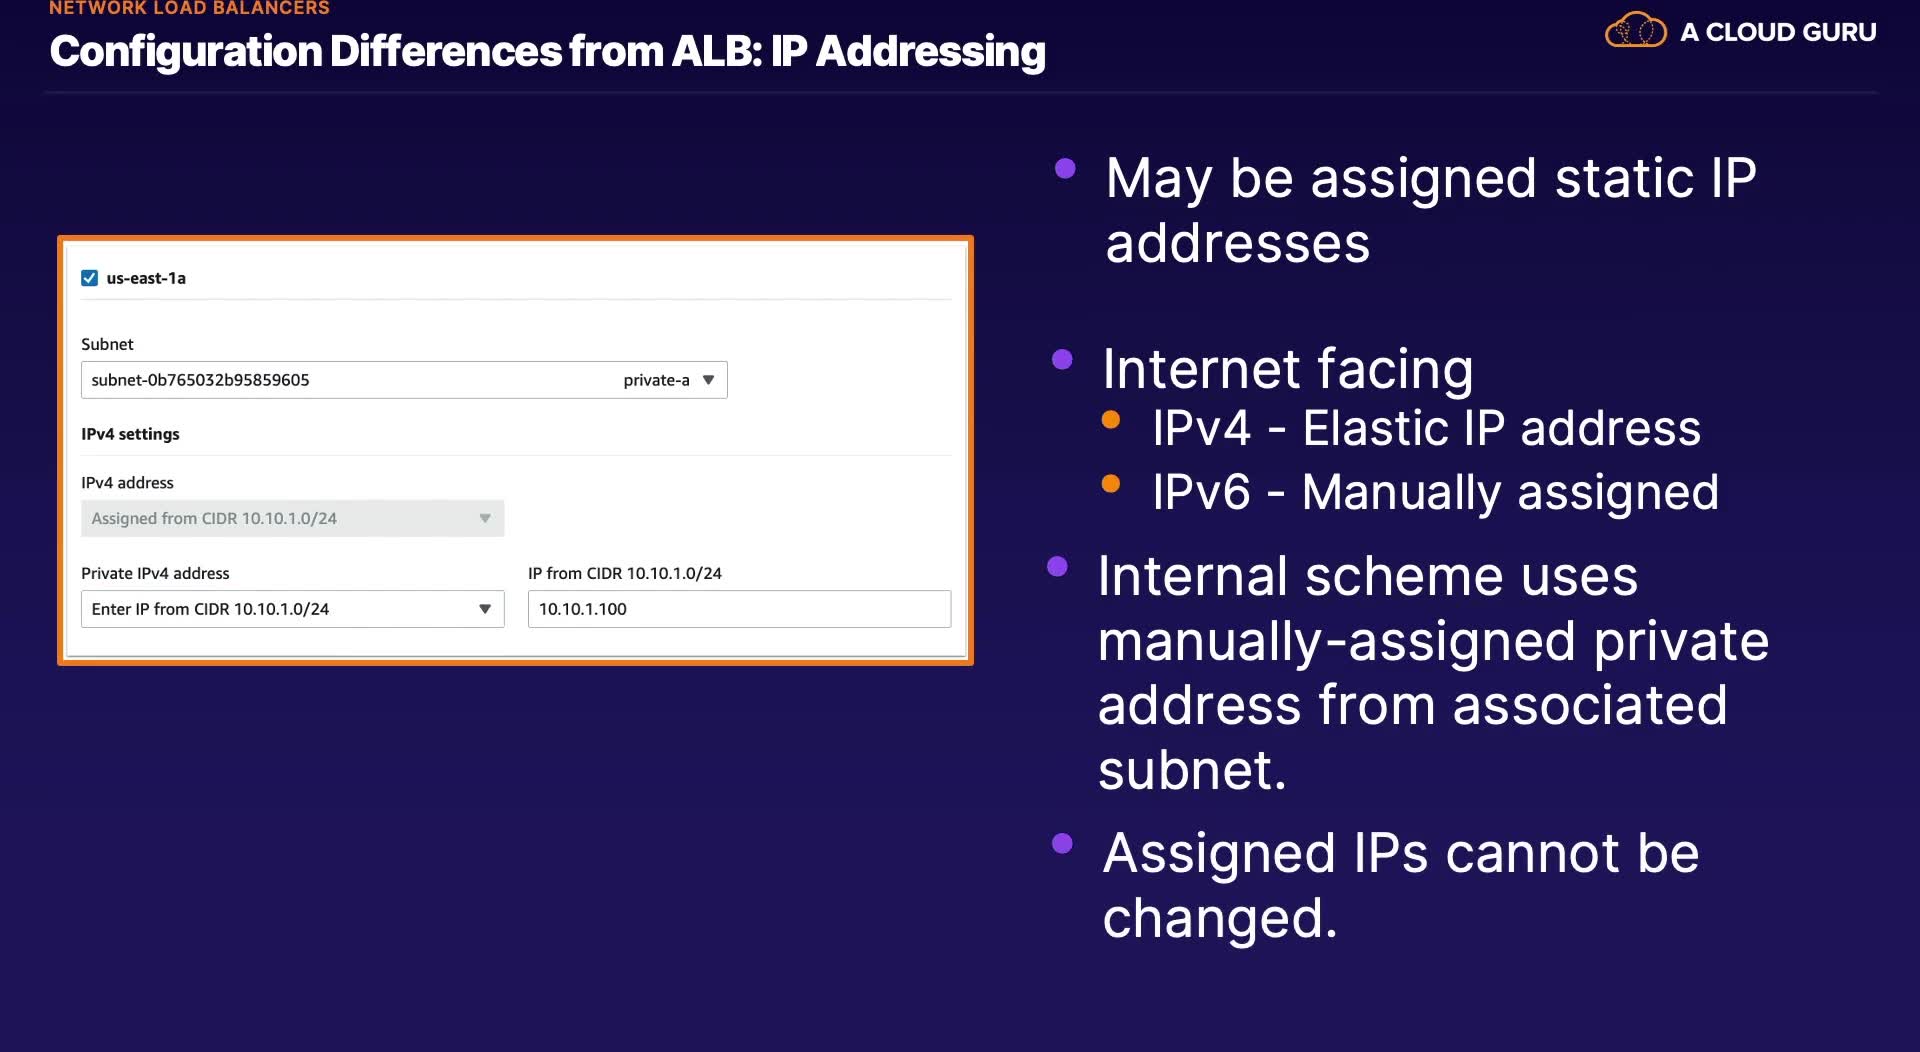 NETWORK LOAD BALANCERS
Configuration Differences from ALB: IP Addressing
A CLOUD GURU
us-east-1a
Subnet
subnet-0b765032b95859605 private-a
IPv4 settings
IPv4 address
Assigned from CIDR 10.10.1.0/24
Private IPv4 address
Enter IP from CIDR 10.10.1.0/24
IP from CIDR 10.10.1.0/24
10.10.1.100
May be assigned static IP
addresses
Internet facing
IPv4 - Elastic IP address
IPv6 - Manually assigned
Internal scheme uses
manually-assigned private
address from associated
subnet.
Assigned IPs cannot be
changed.